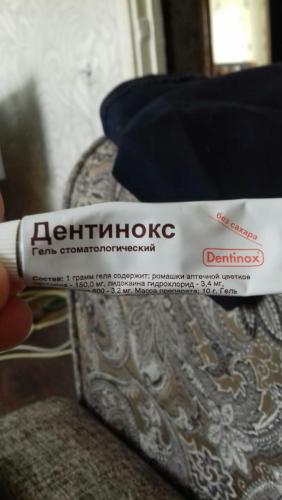 Дентинокс
Гель стоматологический
без сахара
Dentinox
Состав: 1 грамм геля содержит: ромашки аптечной цветков
- 150,0 мг, лидокаина гидрохлорид - 3,4 мг,
600 - 3,2 мг. Масса препарата: 10 г. Гель